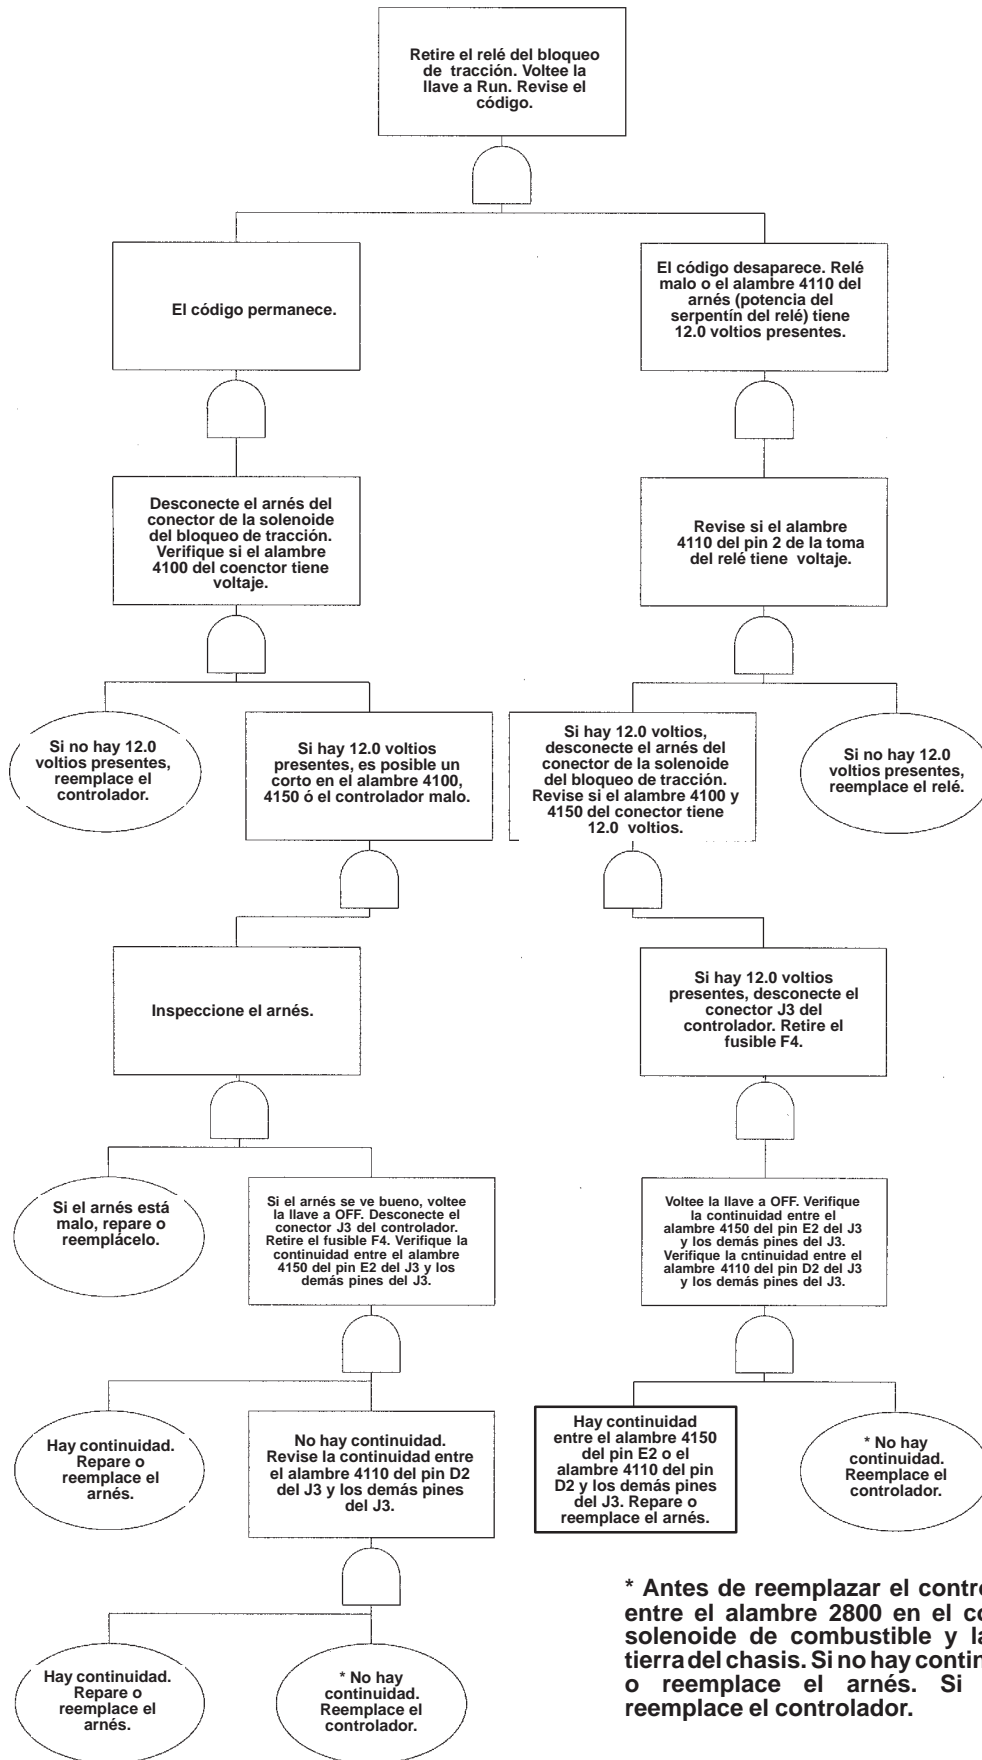 Retire el relé del bloqueo
de tracción. Voltee la
llave a Run. Revise el
código.
El código permanece.
El código desaparece. Relé
malo o el alambre 4110 del
arnés (potencia del
serpentín del relé) tiene
12.0 voltios presentes.
Desconecte el arnés del
conector de la solenoide
del bloqueo de tracción.
Verifique si el alambre
4100 del coenctor tiene
voltaje.
Revise si el alambre
4110 del pin 2 de la toma
del relé tiene voltaje.
Si no hay 12.0
voltios presentes,
reemplace el
controlador.
Si hay 12.0 voltios
presentes, es posible un
corto en el alambre 4100,
4150 ó el controlador malo.
Si hay 12.0 voltios,
desconecte el arnés del
conector de la solenoide
del bloqueo de tracción.
Revise si el alambre 4100 y
4150 del conector tiene
12.0 voltios.
Si no hay 12.0
voltios presentes,
reemplace el relé.
Inspeccione el arnés.
Si hay 12.0 voltios
presentes, desconecte el
conector J3 del
controlador. Retire el
fusible F4.
Si el arnés está
malo, repare o
reemplácelo.
Si el arnés se ve bueno, voltee
la llave a OFF. Desconecte el
conector J3 del controlador.
Retire el fusible F4. Verifique la
continuidad entre el alambre
4150 del pin E2 del J3 y los
demás pines del J3.
Voltee la llave a OFF. Verifique
la continuidad entre el
alambre 4150 del pin E2 del J3
y los demás pines del J3.
Verifique la cntinuidad entre el
alambre 4110 del pin D2 del J3
y los demás pines del J3.
Hay continuidad.
Repare o
reemplace el
arnés.
No hay continuidad.
Revise la continuidad entre
el alambre 4110 del pin D2
del J3 y los demás pines
del J3.
Hay continuidad
entre el alambre 4150
del pin E2 o el
alambre 4110 del pin
D2 y los demás pines
del J3. Repare o
reemplace el arnés.
* No hay
continuidad.
Reemplace el
controlador.
Hay continuidad.
Repare o
reemplace el
arnés.
* No hay
continuidad.
Reemplace el
controlador.
* Antes de reemplazar el
entre el alambre 2800 en el
solenoide de combustible y
tierra del chasis. Si no hay
o reemplace el arnés. Si
reemplace el controlador.